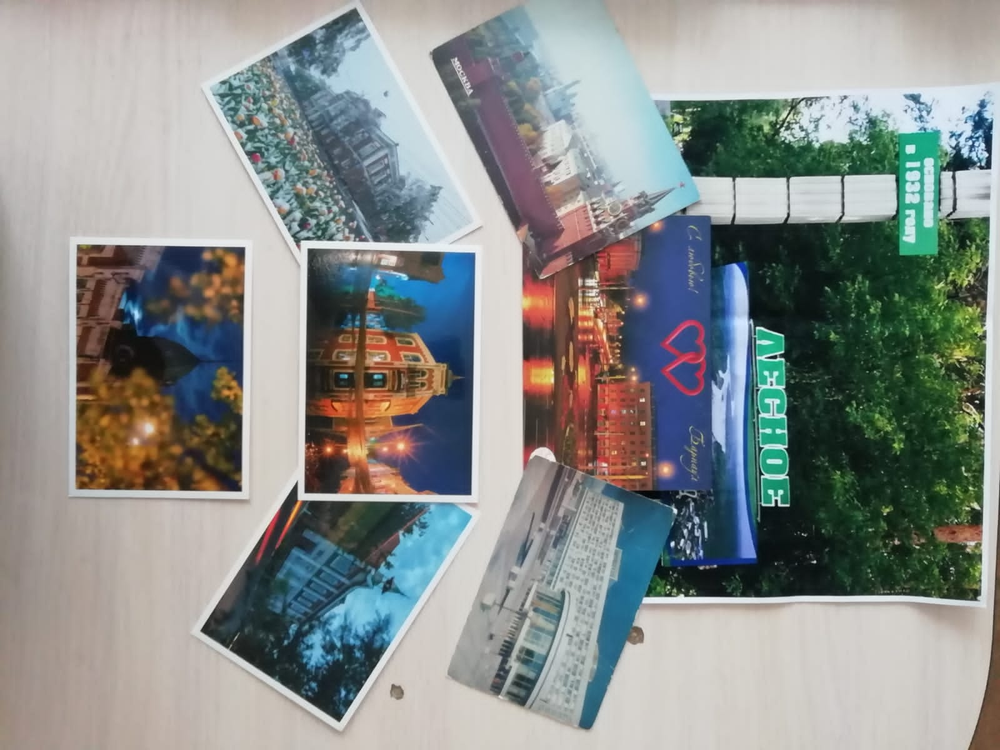 МОСКВА
основано
в 1932 году
С любовью!
Барнаул
ЛЕСНОЕ